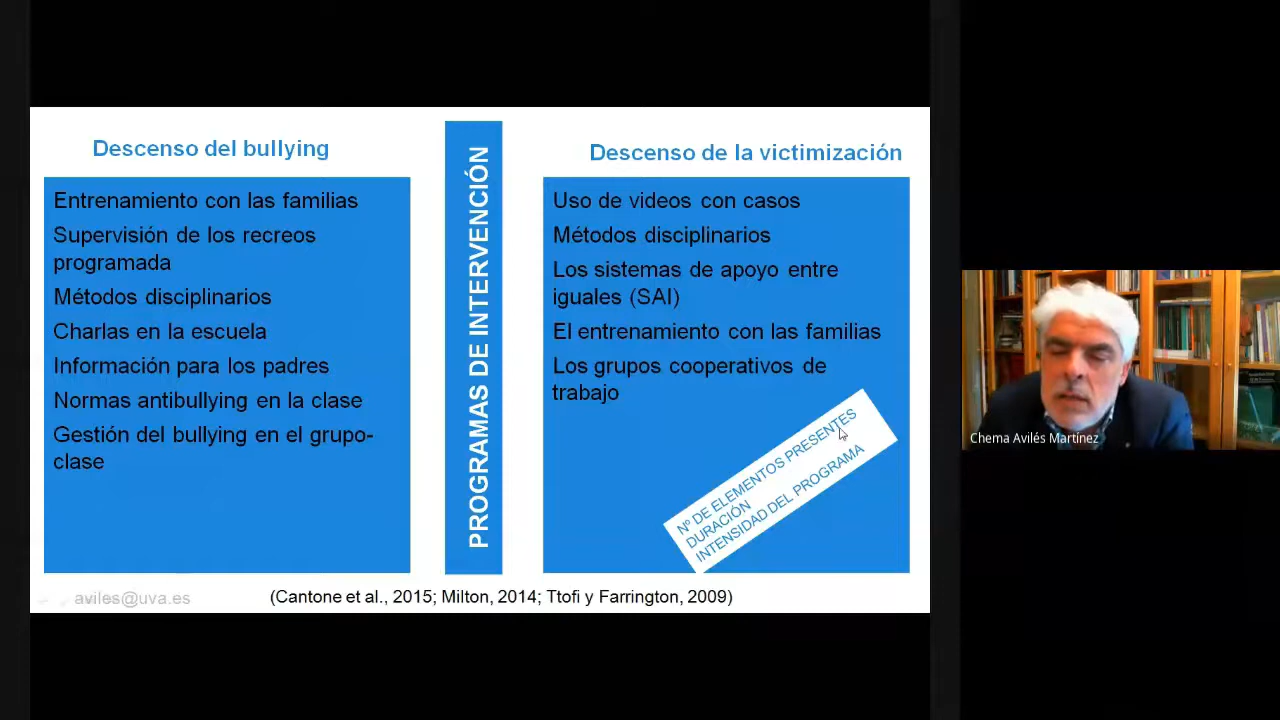 Descenso del bullying
Entrenamiento con las familias
Supervisión de los recreos
programada
Métodos disciplinarios
Charlas en la escuela
Información para los padres
Normas antibullying en la clase
Gestión del bullying en el grupo-
clase
PROGRAMAS DE INTERVENCIÓN
Descenso de la victimización
Uso de videos con casos
Métodos disciplinarios
Los sistemas de apoyo entre
iguales (SAI)
El entrenamiento con las familias
Los grupos cooperativos de
trabajo
Nº DE ELEMENTOS PRESENTES
DURACIÓN
INTENSIDAD DEL PROGRAMA
aviles@uva.es
(Cantone et al., 2015; Milton, 2014; Ttofi y Farrington, 2009)
Chema Avilés Martínez